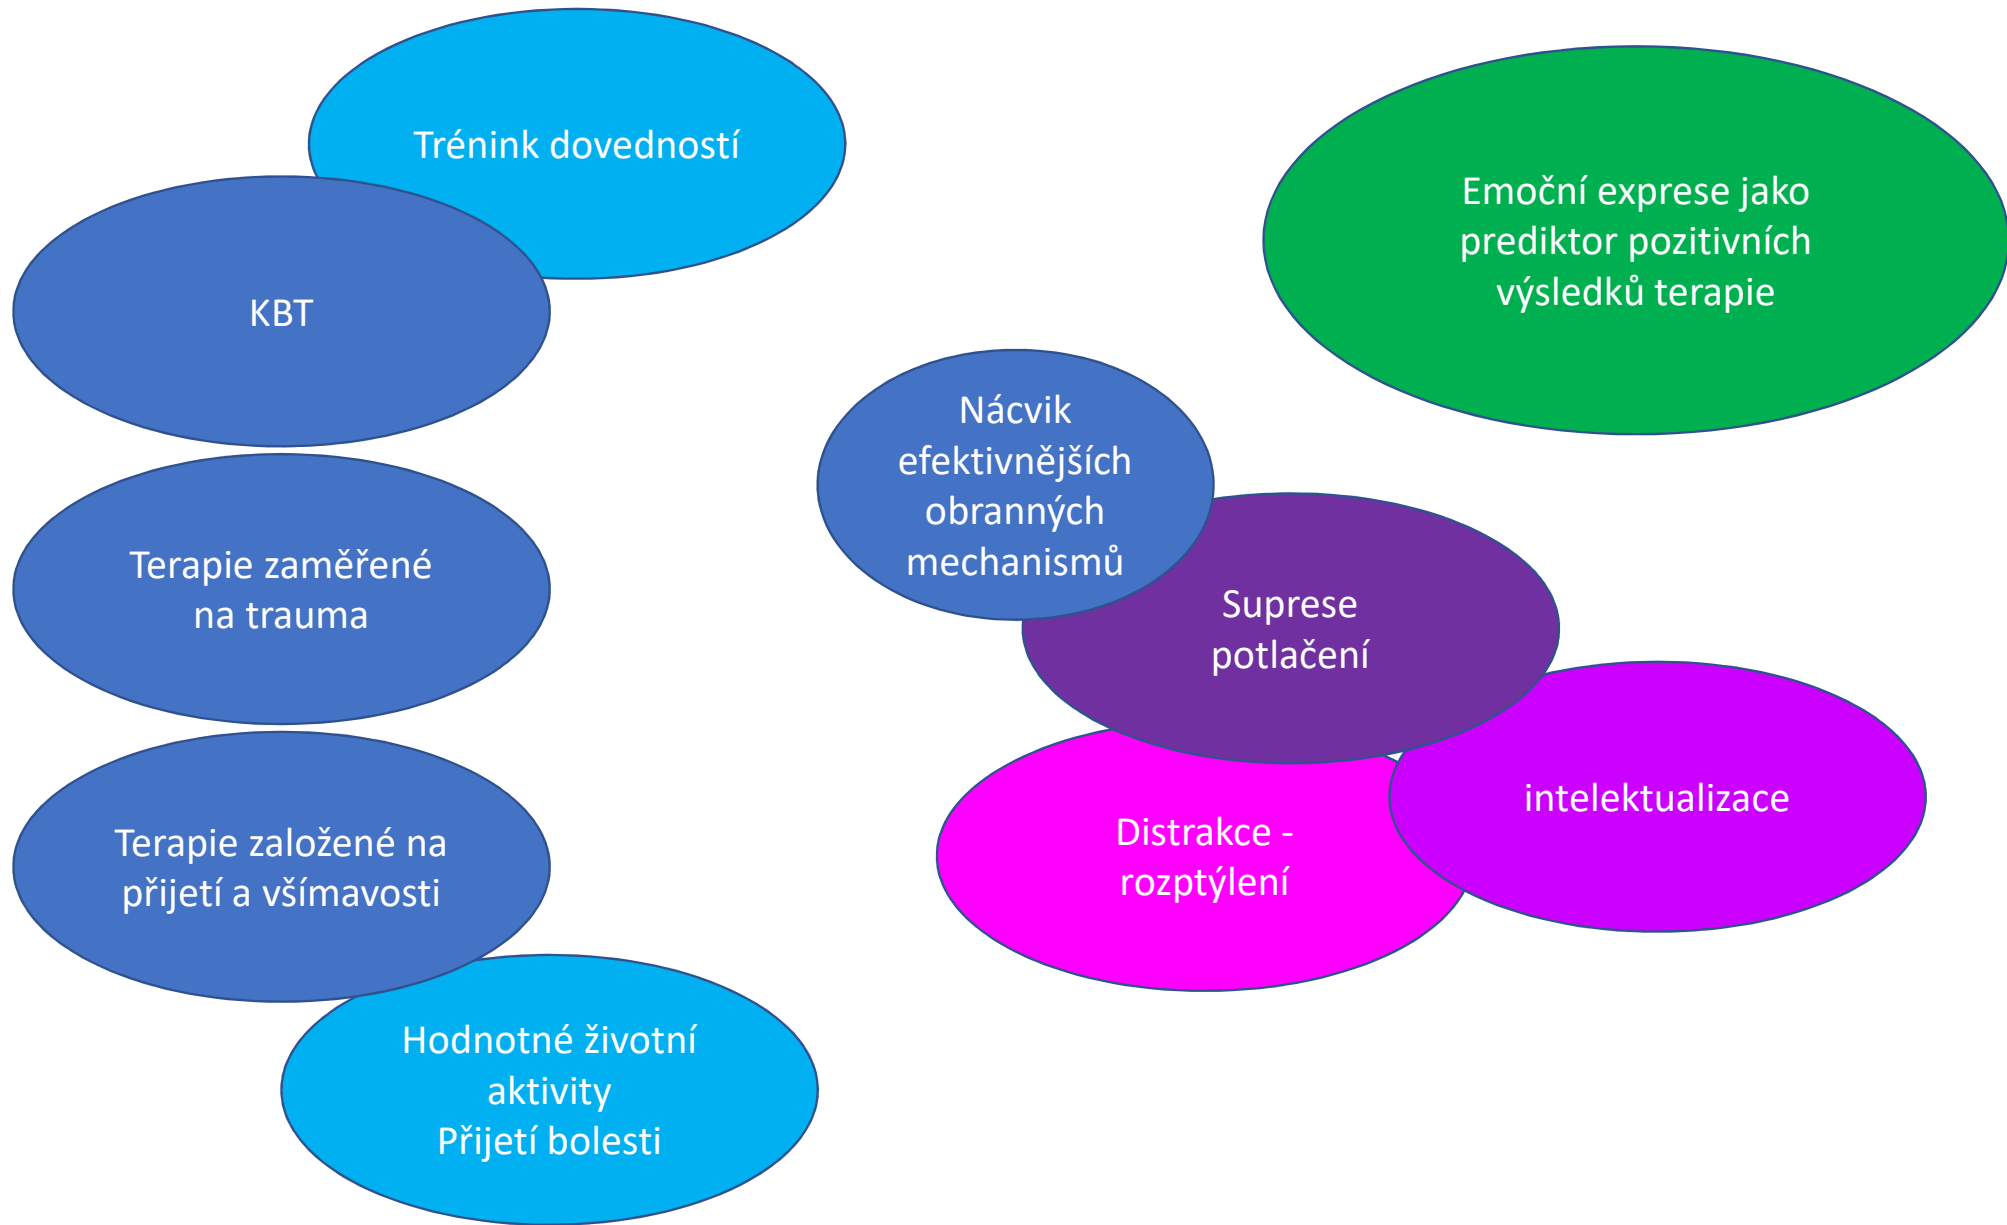 Trénink dovedností
KBT
Terapie zaměřené
na trauma
Terapie založené na
přijetí a všímavosti
Hodnotné životní
aktivity
Přijetí bolesti
Emoční exprese jako
prediktor pozitivních
výsledků terapie
Nácvik
efektivnějších
obranných
mechanismů
Suprese
potlačení
intelektualizace
Distrakce -
rozptýlení